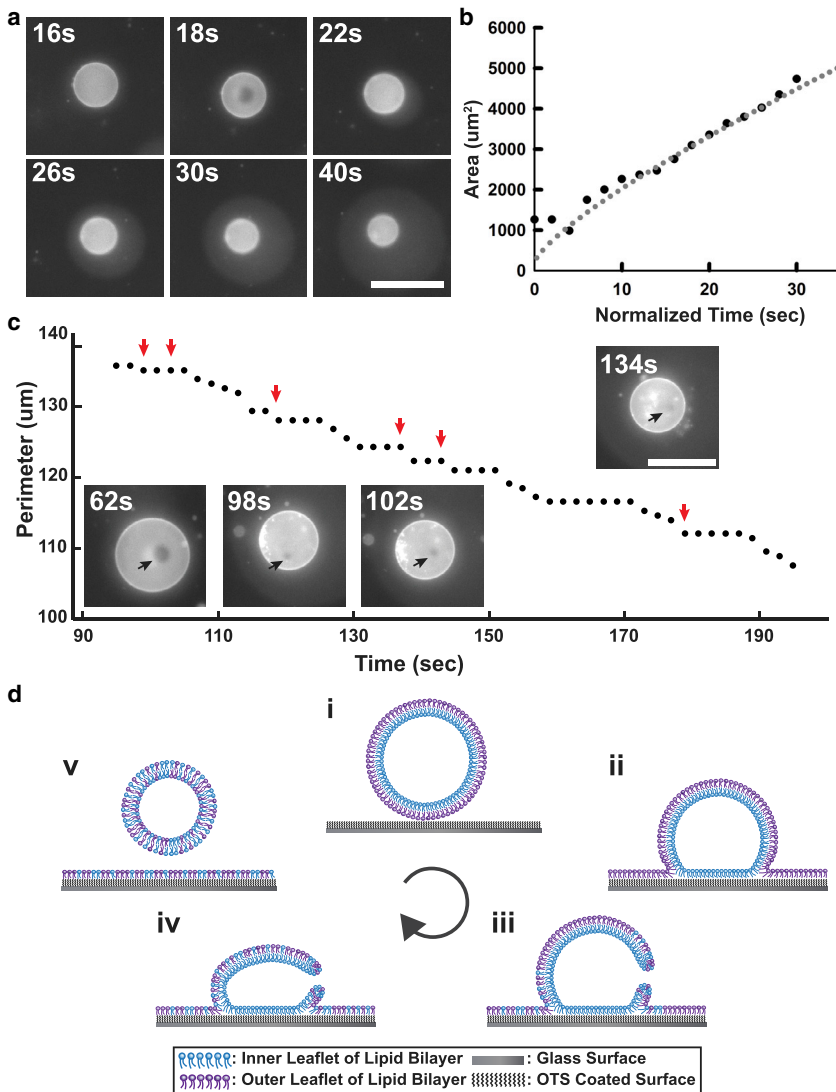 a
16s
18s
22s
26s
30s
40s
b
Area (um²)
6000
5000
4000
3000
2000
1000
0
0
10
20
30
Normalized Time (sec)
c
Perimeter (um)
140
130
120
110
100
62s
98s
102s
134s
90
110
130
150
170
190
Time (sec)
d
i
ii
iii
iv
v
: Inner Leaflet of Lipid Bilayer
: Glass Surface
: Outer Leaflet of Lipid Bilayer
: OTS Coated Surface